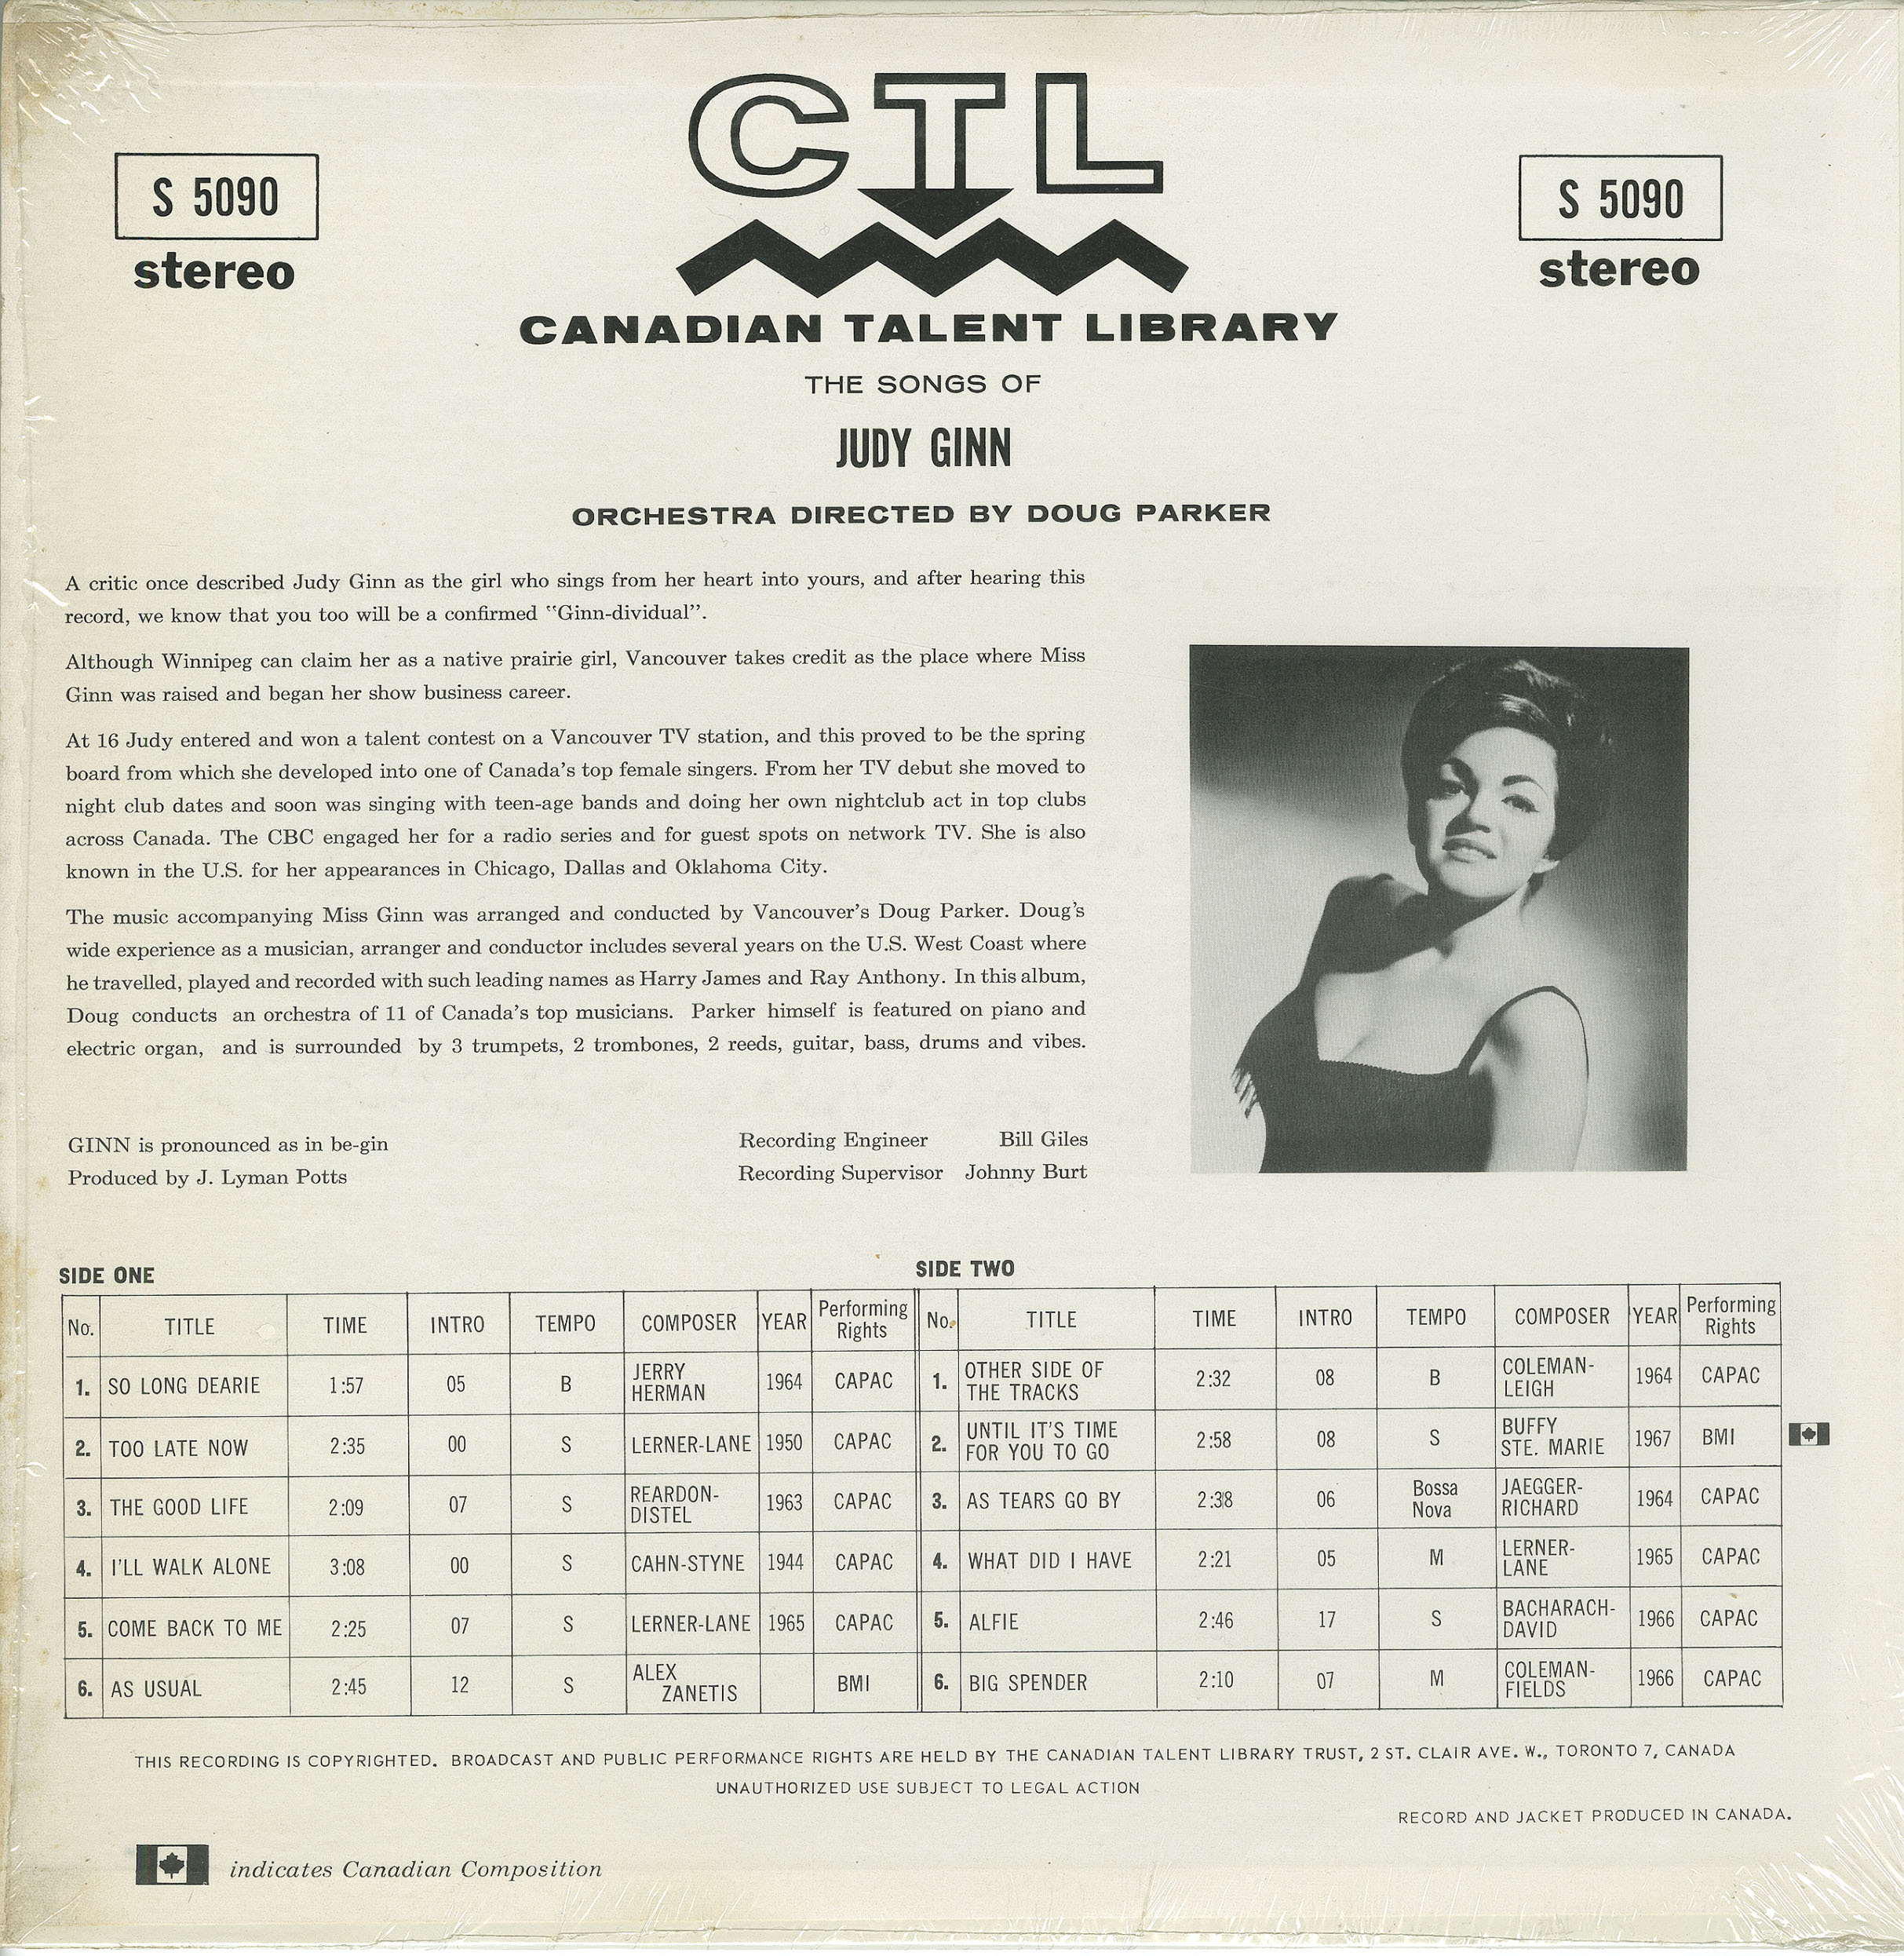 CTL
S 5090
stereo
S 5090
stereo
CANADIAN TALENT LIBRARY
THE SONGS OF
JUDY GINN
ORCHESTRA DIRECTED BY DOUG PARKER
A critic once described Judy Ginn as the girl who sings from her heart into yours, and after hearing this
record, we know that you too will be a confirmed "Ginn-dividual".
Although Winnipeg can claim her as a native prairie girl, Vancouver takes credit as the place where Miss
Ginn was raised and began her show business career.
At 16 Judy entered and won a talent contest on a Vancouver TV station, and this proved to be the spring
board from which she developed into one of Canada's top female singers. From her TV debut she moved to
night club dates and soon was singing with teen-age bands and doing her own nightclub act in top clubs
across Canada. The CBC engaged her for a radio series and for guest spots on network TV. She is also
known in the U.S. for her appearances in Chicago, Dallas and Oklahoma City.
The music accompanying Miss Ginn was arranged and conducted by Vancouver's Doug Parker. Doug's
wide experience as a musician, arranger and conductor includes several years on the U.S. West Coast where
he travelled, played and recorded with such leading names as Harry James and Ray Anthony. In this album,
Doug conducts an orchestra of 11 of Canada's top musicians. Parker himself is featured on piano and
electric organ, and is surrounded by 3 trumpets, 2 trombones, 2 reeds, guitar, bass, drums and vibes.
GINN is pronounced as in be-gin
Produced by J. Lyman Potts
Recording Engineer Bill Giles
Recording Supervisor Johnny Burt
SIDE ONE
No. TITLE TIME INTRO TEMPO COMPOSER YEAR Performing Rights
1. SO LONG DEARIE 1:57 05 B JERRY HERMAN 1964 CAPAC
2. TOO LATE NOW 2:35 00 S LERNER-LANE 1950 CAPAC
3. THE GOOD LIFE 2:09 07 S REARDON-DISTEL 1963 CAPAC
4. I'LL WALK ALONE 3:08 00 S CAHN-STYNE 1944 CAPAC
5. COME BACK TO ME 2:25 07 S LERNER-LANE 1965 CAPAC
6. AS USUAL 2:45 12 S ALEX ZANETIS BMI
SIDE TWO
No. TITLE TIME INTRO TEMPO COMPOSER YEAR Performing Rights
1. OTHER SIDE OF THE TRACKS 2:32 08 B COLEMAN-LEIGH 1964 CAPAC
2. UNTIL IT'S TIME FOR YOU TO GO 2:58 08 S BUFFY STE. MARIE 1967 BMI
3. AS TEARS GO BY 2:38 06 Bossa Nova JAEGGER-RICHARD 1964 CAPAC
4. WHAT DID I HAVE 2:21 05 M LERNER-LANE 1965 CAPAC
5. ALFIE 2:46 17 S BACHARACH-DAVID 1966 CAPAC
6. BIG SPENDER 2:10 07 M COLEMAN-FIELDS 1966 CAPAC
THIS RECORDING IS COPYRIGHTED. BROADCAST AND PUBLIC PERFORMANCE RIGHTS ARE HELD BY THE CANADIAN TALENT LIBRARY TRUST, 2 ST. CLAIR AVE. W., TORONTO 7, CANADA
UNAUTHORIZED USE SUBJECT TO LEGAL ACTION
RECORD AND JACKET PRODUCED IN CANADA.
indicates Canadian Composition